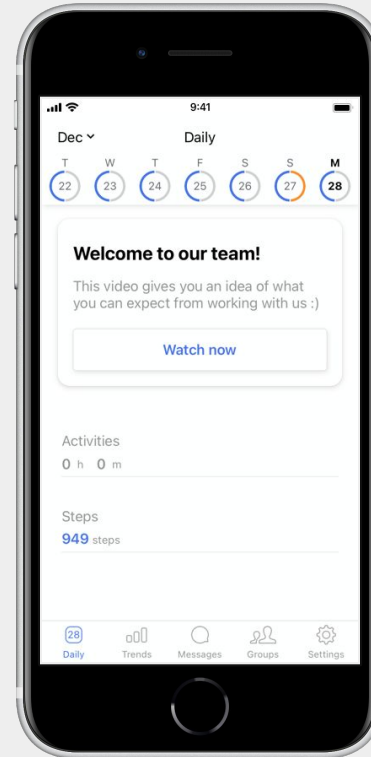 9:41
Dec
Daily
T W T F S S M
22 23 24 25 26 27 28
Welcome to our team!
This video gives you an idea of what
you can expect from working with us :)
Watch now
Activities
0 h 0 m
Steps
949 steps
28
Daily Trends Messages Groups Settings